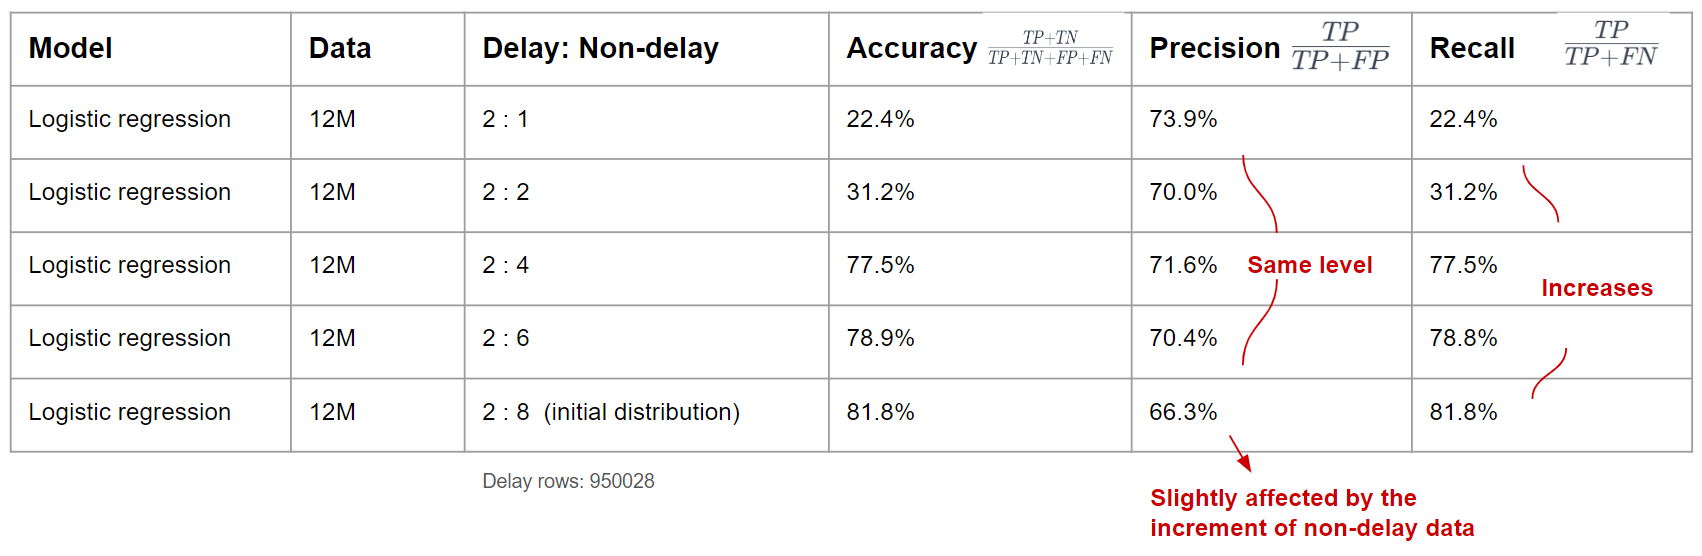 Model Data Delay: Non-delay Accuracy TP+TN / TP+TN+FP+FN Precision TP / TP+FP Recall TP / TP+FN
Logistic regression 12M 2 : 1 22.4% 73.9% 22.4%
Logistic regression 12M 2 : 2 31.2% 70.0% 31.2%
Logistic regression 12M 2 : 4 77.5% 71.6% Same level 77.5%
Increases
Logistic regression 12M 2 : 6 78.9% 70.4% 78.8%
Logistic regression 12M 2 : 8 (initial distribution) 81.8% 66.3% 81.8%
Delay rows: 950028
Slightly affected by the
increment of non-delay data